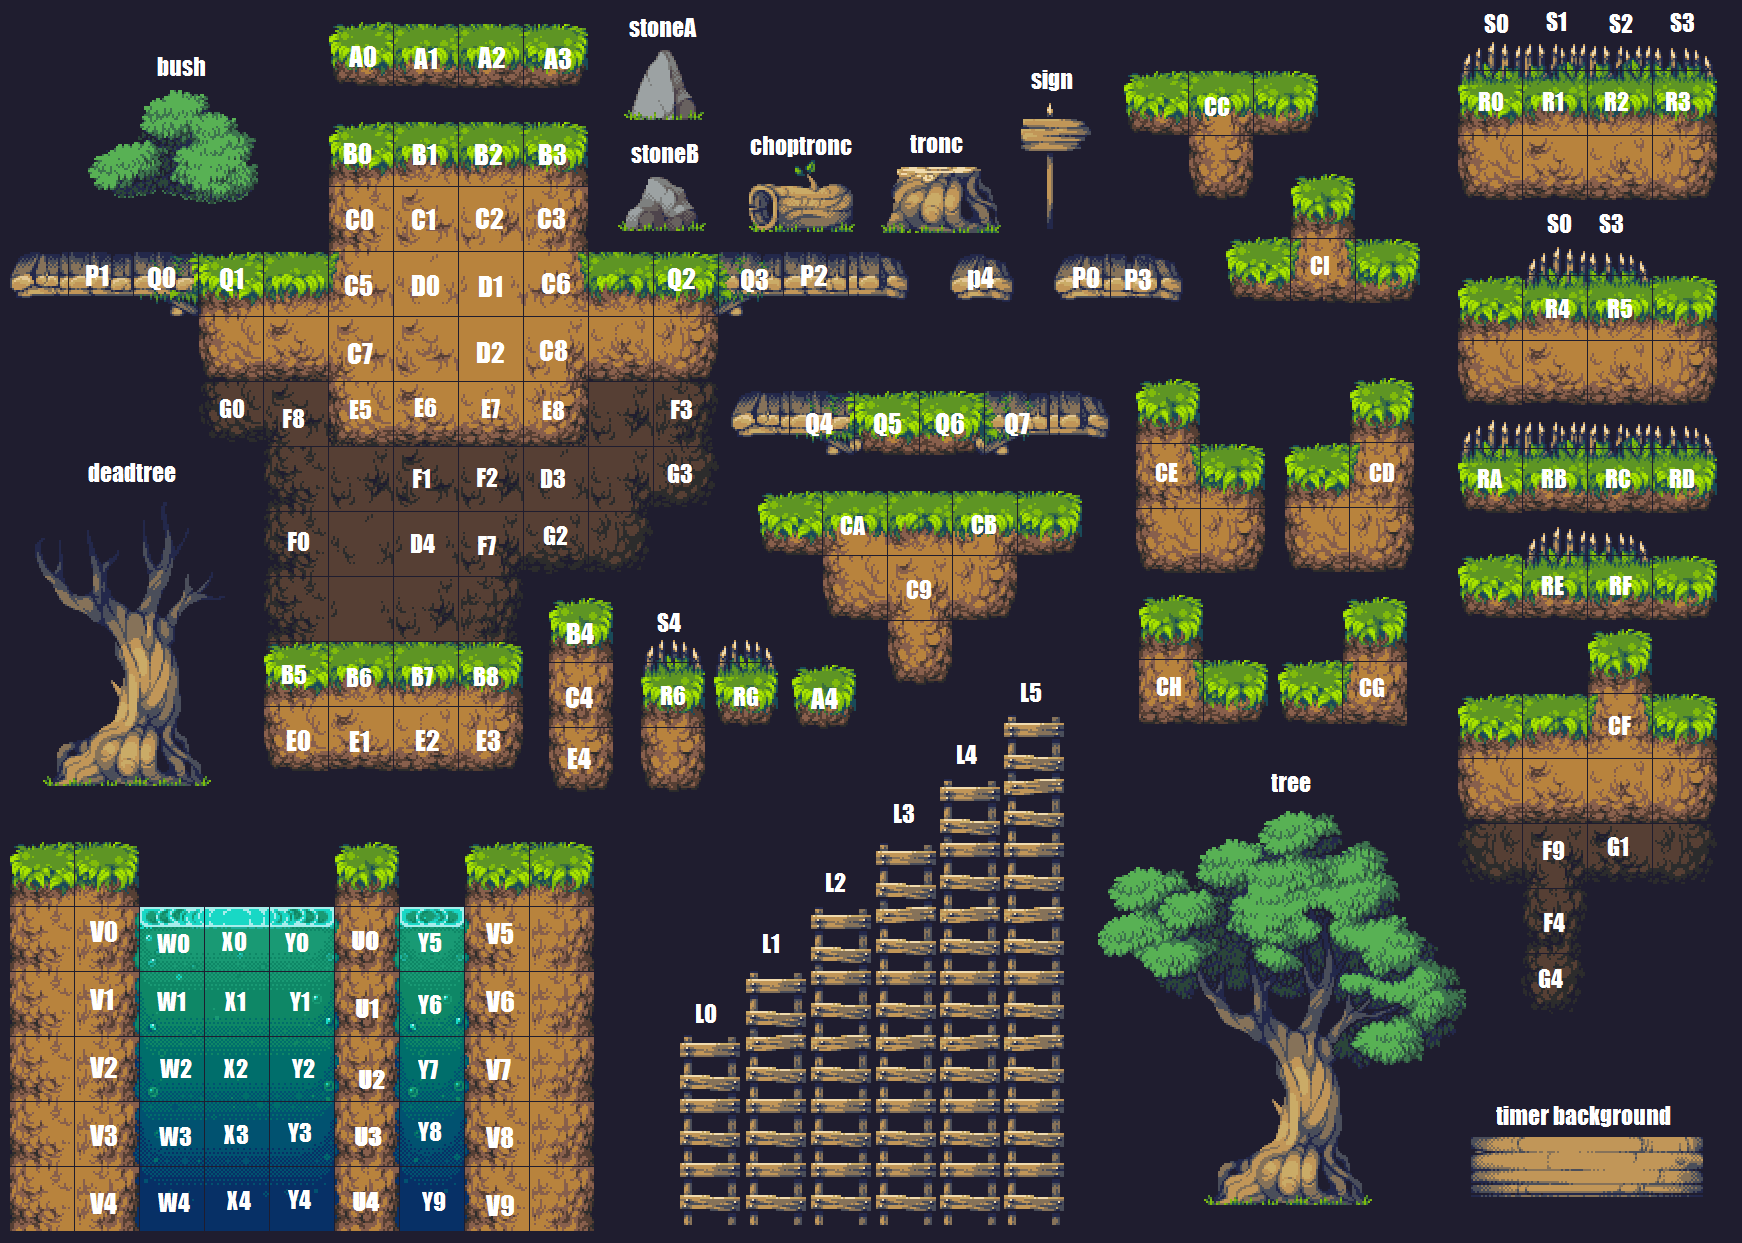 S0 S1 S2 S3
stoneA
A0 A1 A2 A3
bush
sign
R0 R1 R2 R3
CC
choptronc
tronc
B0 B1 B2 B3
stoneB
C0 C1 C2 C3
S0 S3
P1 Q0 Q1
C5 D0 D1 C6
Q2 Q3 P2
p4
P0 P3
CI
R4 R5
C7 D2 C8
G0 F8 E5 E6 E7 E8 F3
Q4 Q5 Q6 Q7
deadtree
F1 F2 D3 G3
CE CD
RA RB RC RD
CA CB
F0 D4 F7 G2
C9
RE RF
S4
B4
B5 B6 B7 B8
C4
R6 RG A4
CH CG
L5
E0 E1 E2 E3
E4
L4
CF
tree
L3
F9 G1
L2
F4
V0 W0 X0 Y0 U0 Y5 V5
L1
G4
V1 W1 X1 Y1 U1 Y6 V6
L0
V2 W2 X2 Y2 U2 Y7 V7
timer background
V3 W3 X3 Y3 U3 Y8 V8
V4 W4 X4 Y4 U4 Y9 V9